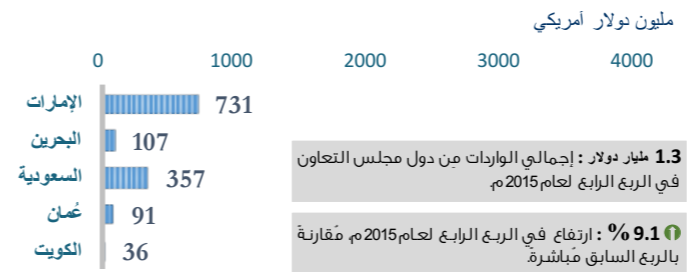 مليون دولار أمريكي
0 1000 2000 3000 4000
الإمارات 731
البحرين 107
السعودية 357
عُمان 91
الكويت 36
1.3 مليار دولار : إجمالي الواردات من دول مجلس التعاون
في الربع الرابع لعام 2015م.
9.1 % : ارتفاع في الربع الرابع لعام 2015م, مُقارنةً
بالربع السابق مُباشرة.